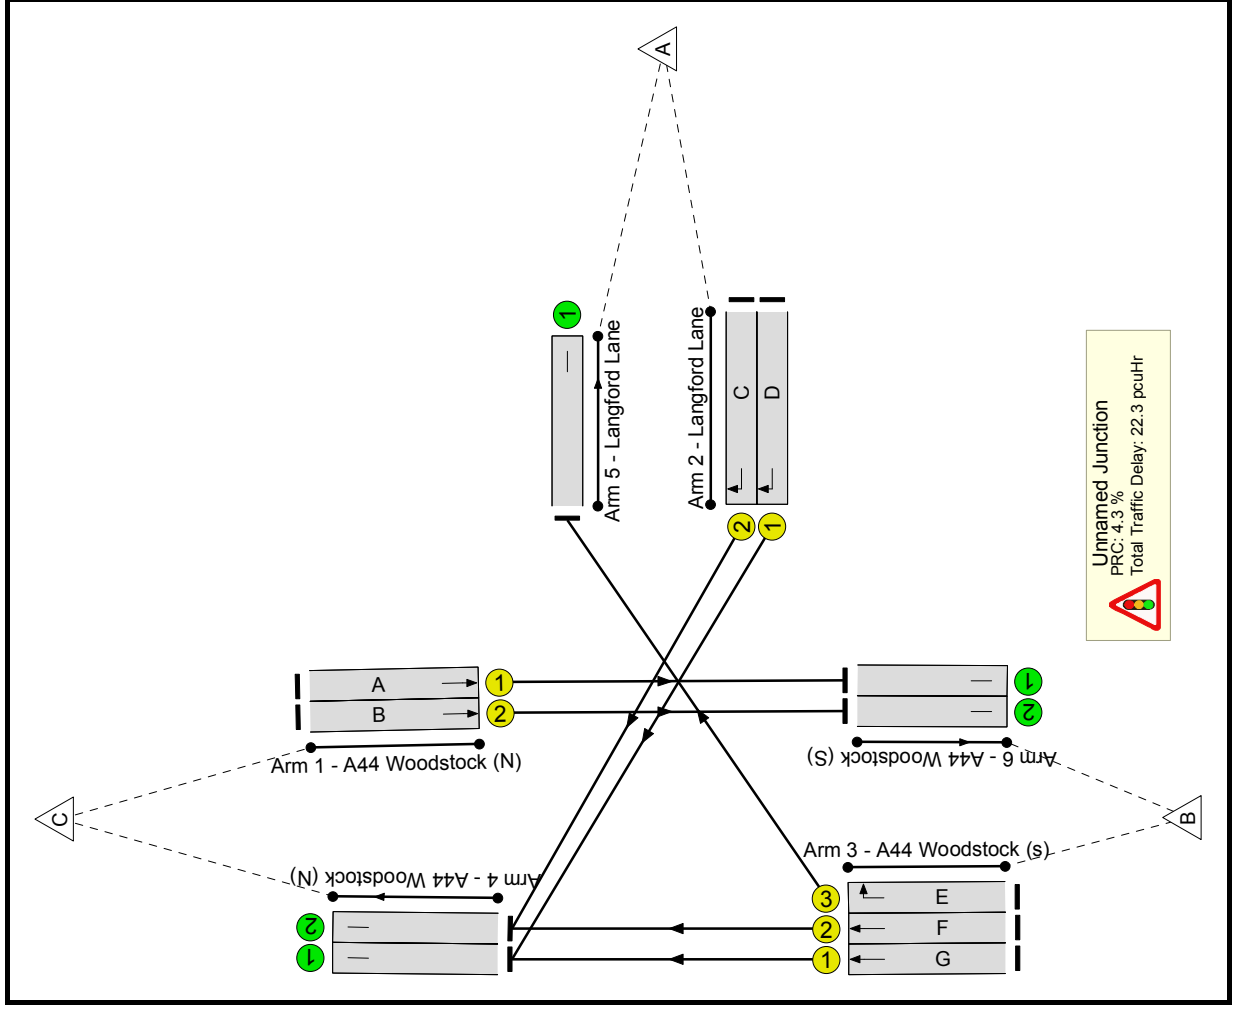 A
1
Arm 5 - Langford Lane
Arm 2 - Langford Lane
C
D
2
1
Unnamed Junction
PRC: 4.3 %
Total Traffic Delay: 22.3 pcuHr
A
B
1
2
Arm 1 - A44 Woodstock (N)
1
2
Arm 6 - A44 Woodstock (S)
C
B
Arm 4 - A44 Woodstock (N)
2
1
Arm 3 - A44 Woodstock (s)
3
2
1
E
F
G